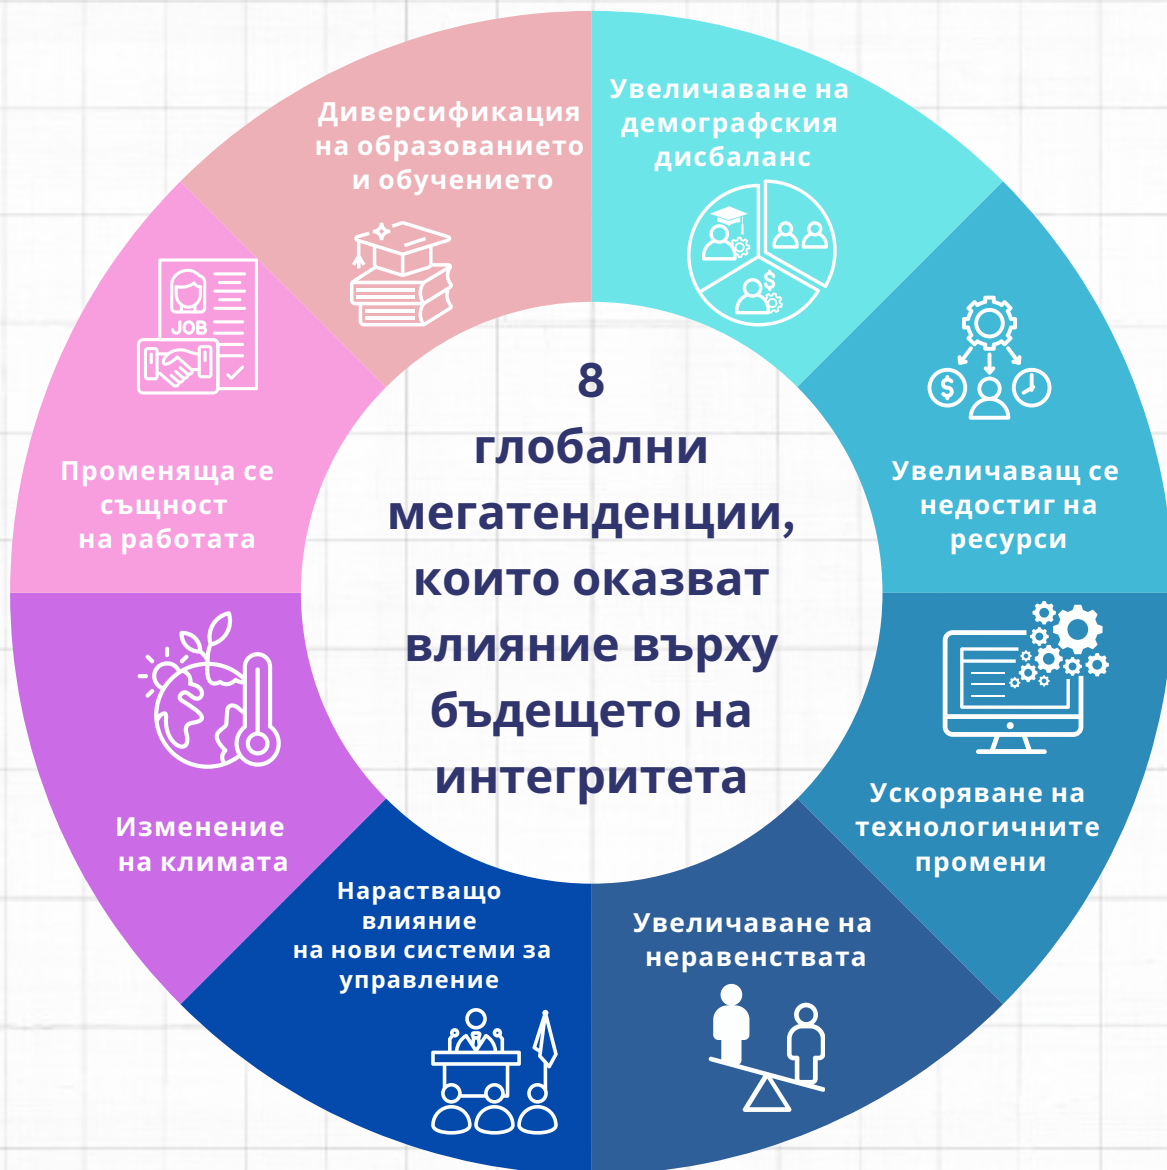 8
глобални
мегатенденции,
които оказват
влияние върху
бъдещето на
интегритета
Увеличаване на
демографския
дисбаланс
Увеличаващ се
недостиг на
ресурси
Ускоряване на
технологичните
промени
Увеличаване на
неравенствата
Нарастващо
влияние
на нови системи за
управление
Изменение
на климата
Променяща се
същност
на работата
JOB
Диверсификация
на образованието
и обучението
$
$